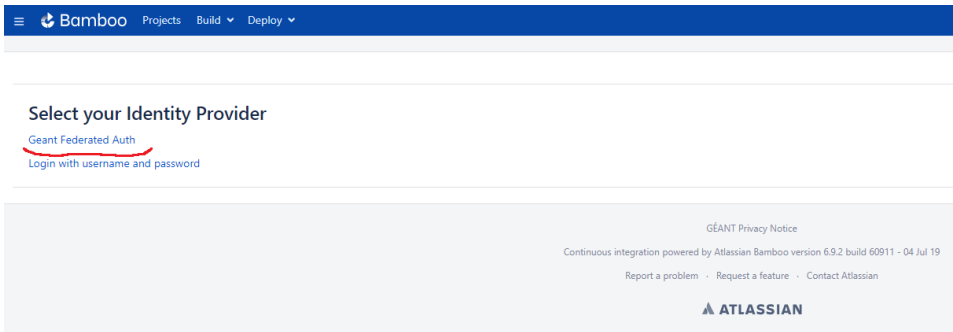 Bamboo Projects Build Deploy
Select your Identity Provider
Geant Federated Auth
Login with username and password
GÉANT Privacy Notice
Continuous integration powered by Atlassian Bamboo version 6.9.2 build 60911 - 04 Jul 19
Report a problem · Request a feature · Contact Atlassian
ATLASSIAN